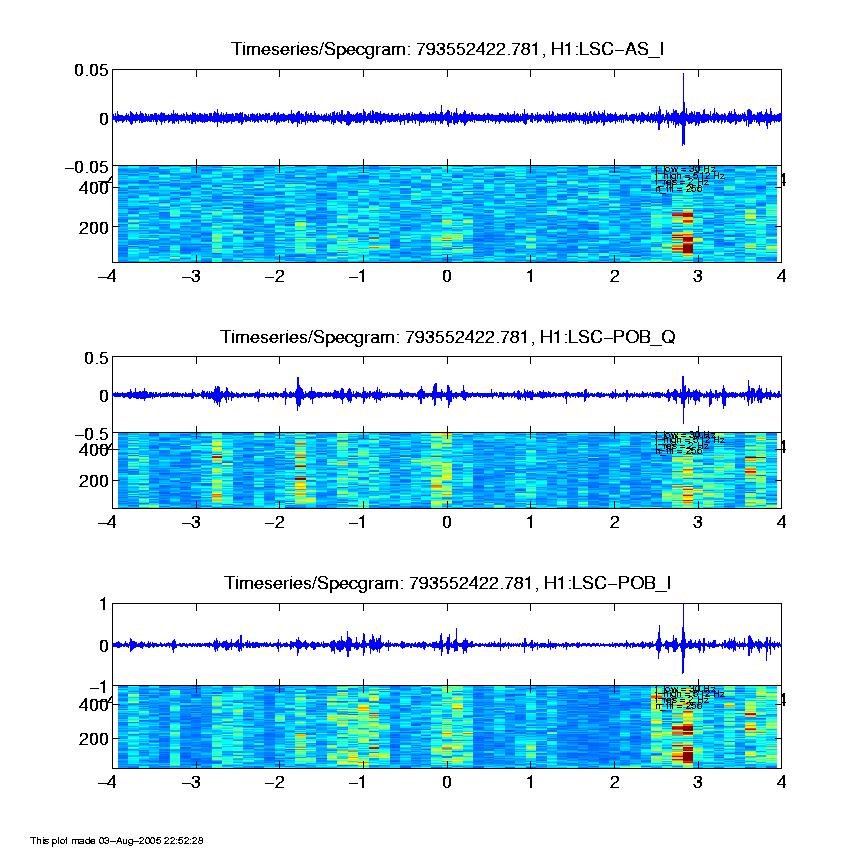 Timeseries/Specgram: 793552422.781, H1:LSC−AS_I
0.05
0
−0.05
400
200
−4 −3 −2 −1 0 1 2 3 4
Timeseries/Specgram: 793552422.781, H1:LSC−POB_Q
0.5
0
−0.5
400
200
−4 −3 −2 −1 0 1 2 3 4
Timeseries/Specgram: 793552422.781, H1:LSC−POB_I
1
0
−1
400
200
−4 −3 −2 −1 0 1 2 3 4
This plot made 03−Aug−2005 22:52:28